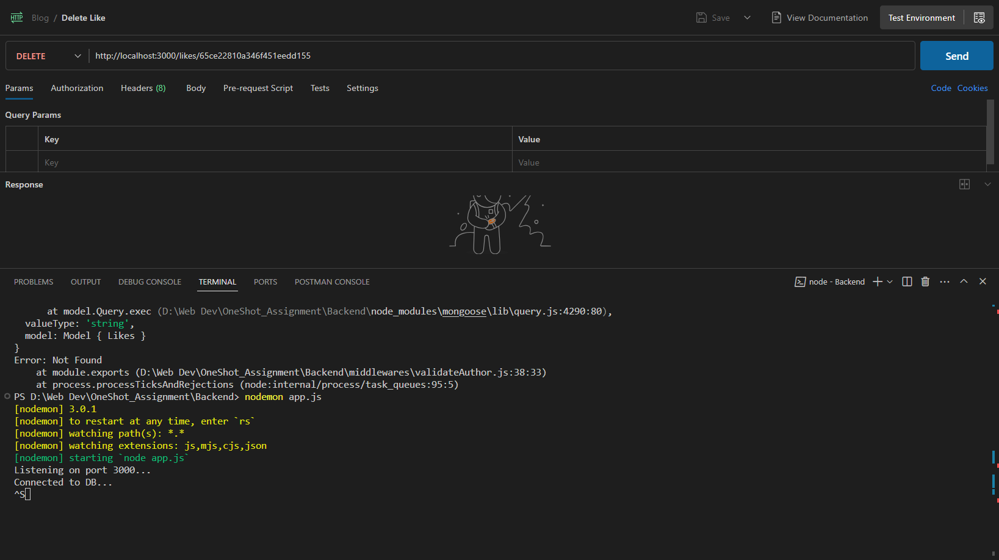 HTTP Blog / Delete Like Save View Documentation Test Environment
DELETE http://localhost:3000/likes/65ce22810a346f451eedd155 Send
Params Authorization Headers (8) Body Pre-request Script Tests Settings Code Cookies
Query Params
Key Value
Key Value
Response
PROBLEMS OUTPUT DEBUG CONSOLE TERMINAL PORTS POSTMAN CONSOLE node - Backend
at model.Query.exec (D:\Web Dev\OneShot_Assignment\Backend\node_modules\mongoose\lib\query.js:4290:80),
valueType: 'string',
model: Model { Likes }
}
Error: Not Found
at module.exports (D:\Web Dev\OneShot_Assignment\Backend\middlewares\validateAuthor.js:38:33)
at process.processTicksAndRejections (node:internal/process/task_queues:95:5)
PS D:\Web Dev\OneShot_Assignment\Backend> nodemon app.js
[nodemon] 3.0.1
[nodemon] to restart at any time, enter `rs`
[nodemon] watching path(s): *.*
[nodemon] watching extensions: js,mjs,cjs,json
[nodemon] starting `node app.js`
Listening on port 3000...
Connected to DB...
^S